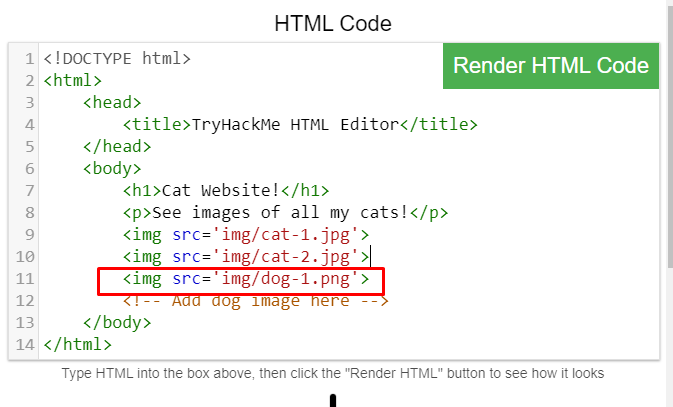 HTML Code
Render HTML Code
1 <!DOCTYPE html>
2 <html>
3     <head>
4         <title>TryHackMe HTML Editor</title>
5     </head>
6     <body>
7         <h1>Cat Website!</h1>
8         <p>See images of all my cats!</p>
9         <img src='img/cat-1.jpg'>
10         <img src='img/cat-2.jpg'>
11         <img src='img/dog-1.png'>
12         <!-- Add dog image here -->
13     </body>
14 </html>
Type HTML into the box above, then click the "Render HTML" button to see how it looks